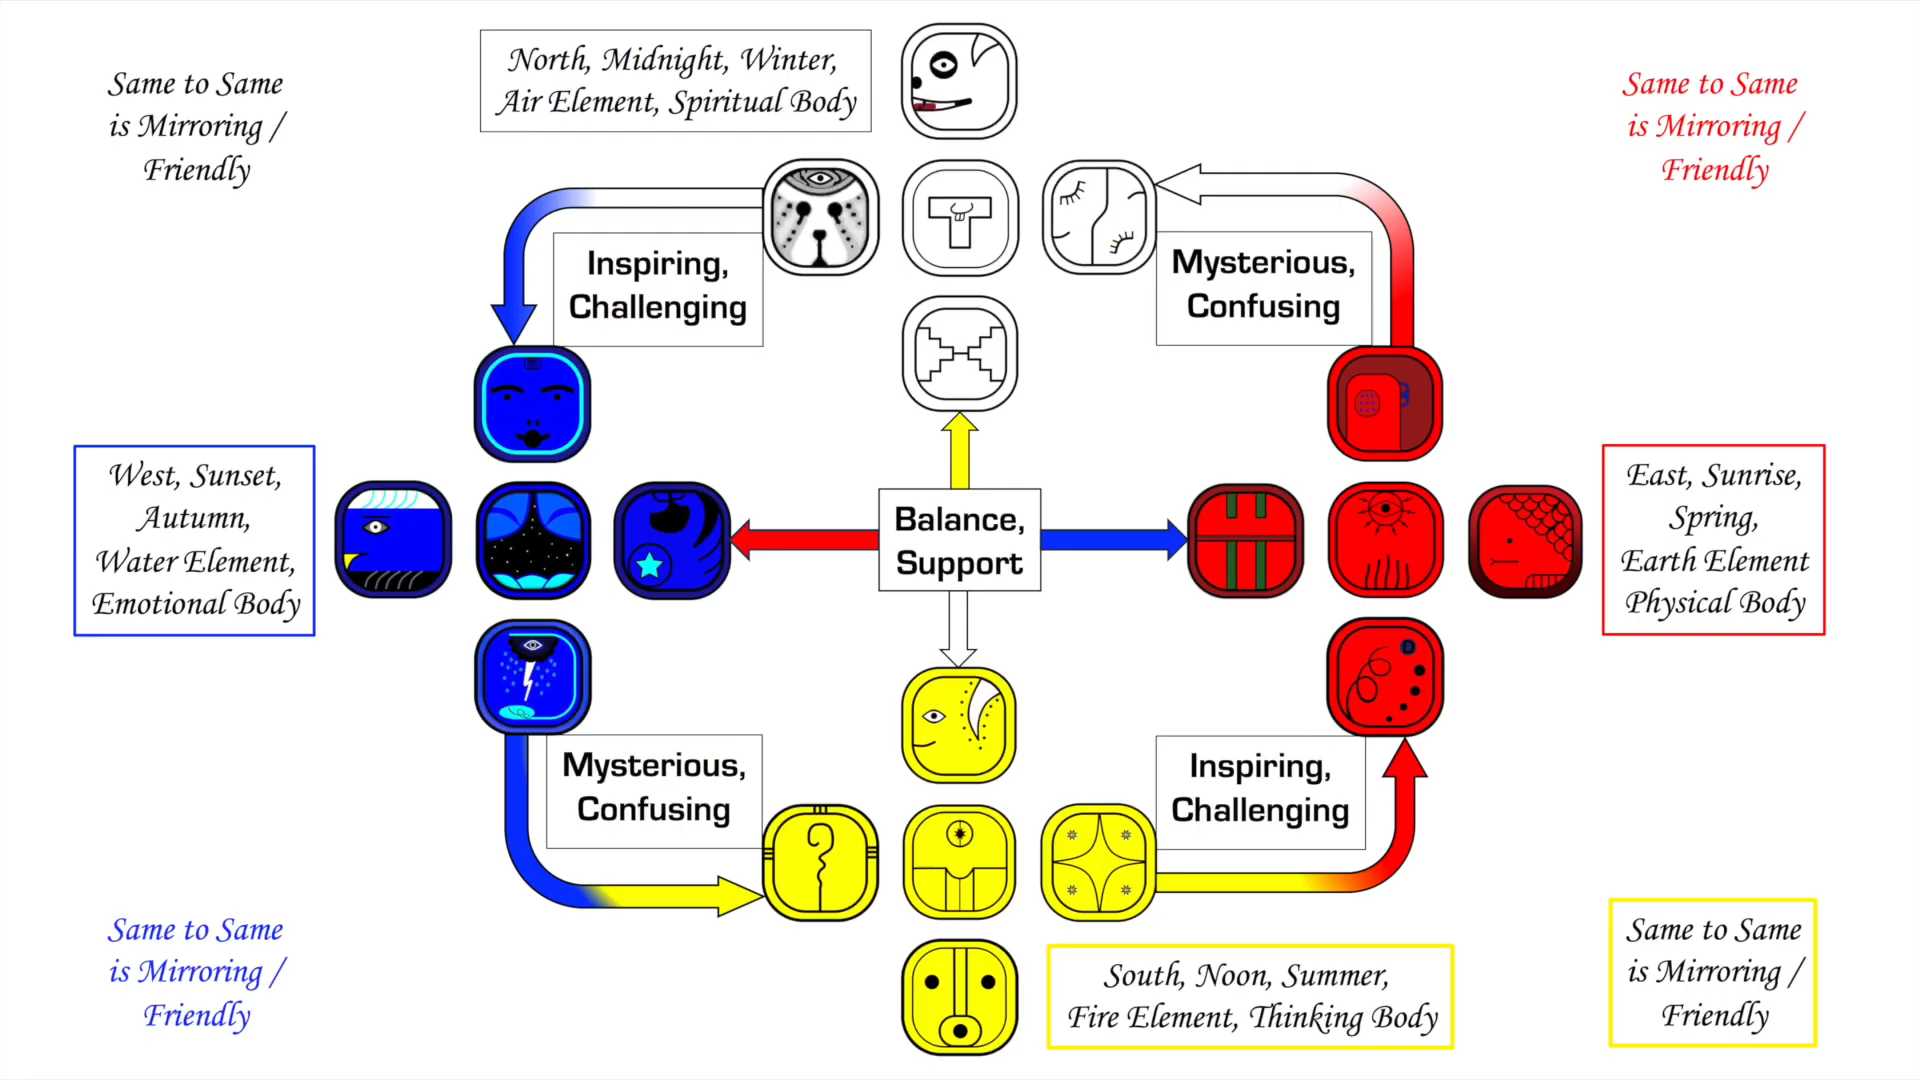 Same to Same
is Mirroring /
Friendly
North, Midnight, Winter,
Air Element, Spiritual Body
Same to Same
is Mirroring /
Friendly
Inspiring,
Challenging
Mysterious,
Confusing
West, Sunset,
Autumn,
Water Element,
Emotional Body
Balance,
Support
East, Sunrise,
Spring,
Earth Element
Physical Body
Mysterious,
Confusing
Inspiring,
Challenging
Same to Same
is Mirroring /
Friendly
South, Noon, Summer,
Fire Element, Thinking Body
Same to Same
is Mirroring /
Friendly